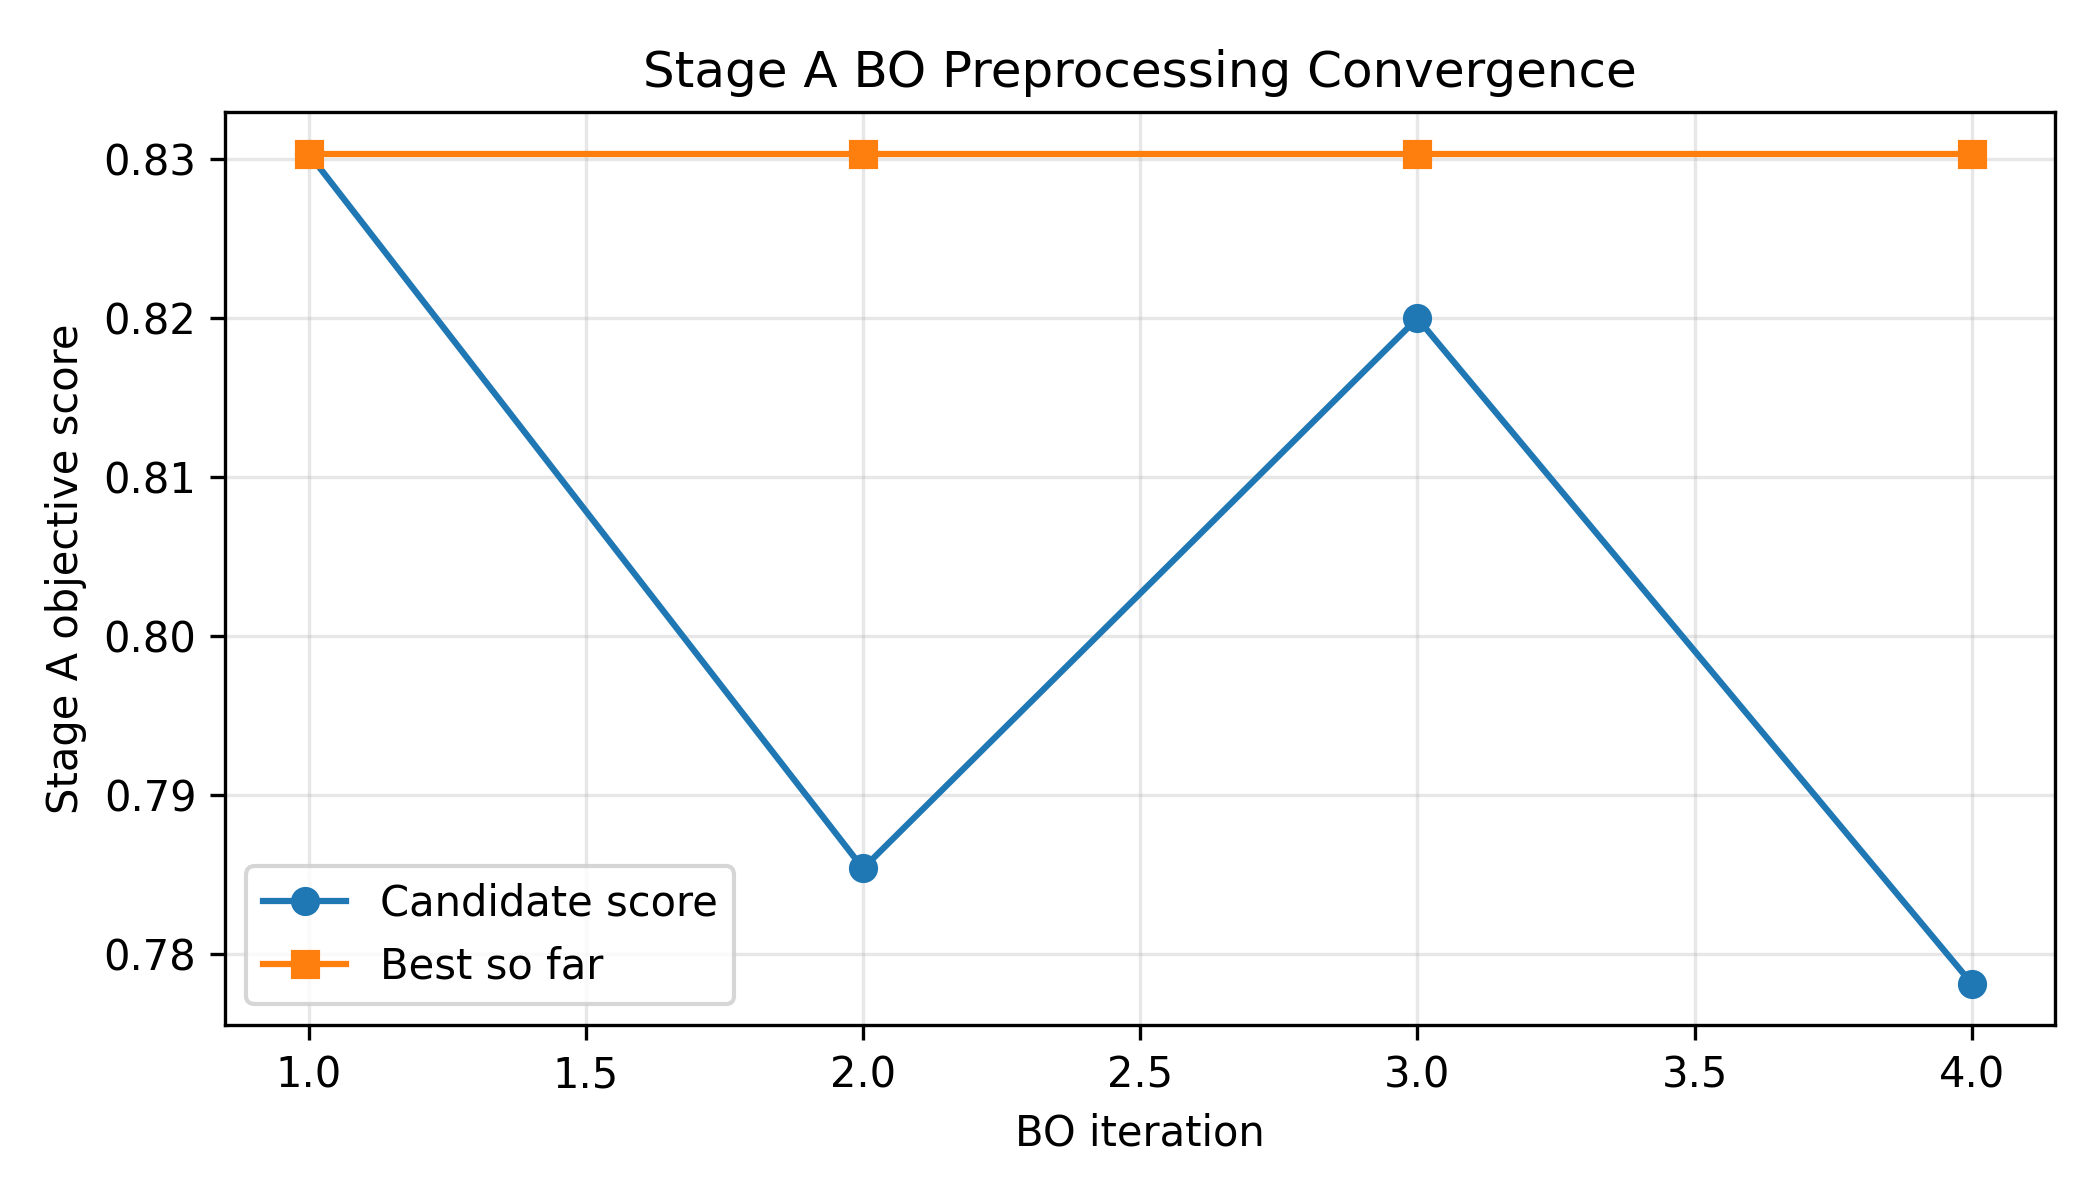 Stage A BO Preprocessing Convergence
Stage A objective score
0.83
0.82
0.81
0.80
0.79
0.78
Candidate score
Best so far
1.0 1.5 2.0 2.5 3.0 3.5 4.0
BO iteration